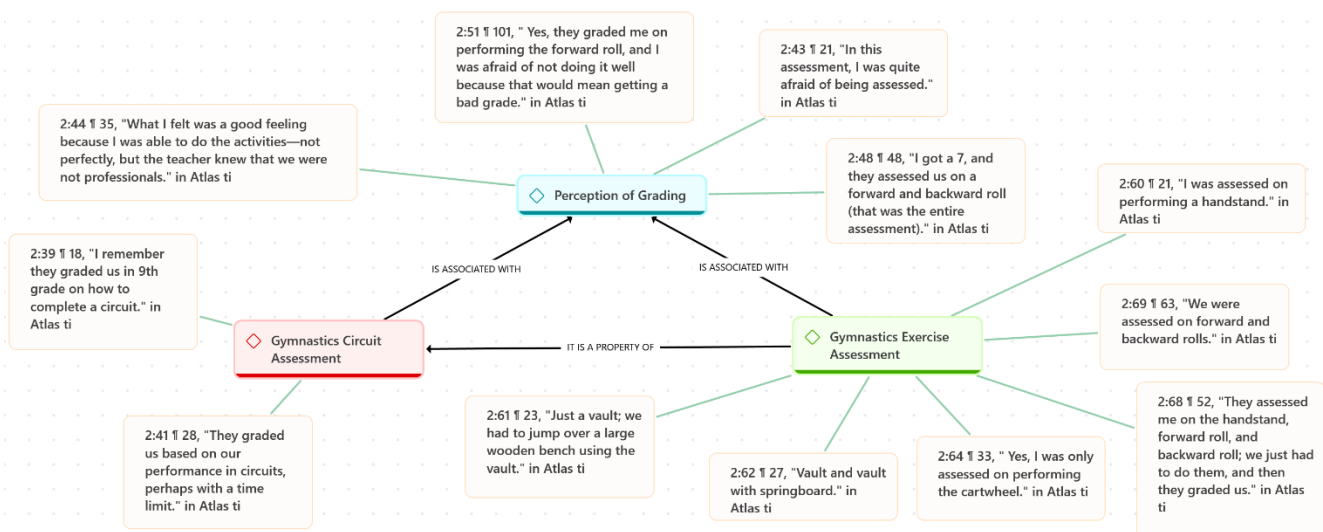 2:51 ¶ 101, " Yes, they graded me on
performing the forward roll, and I
was afraid of not doing it well
because that would mean getting a
bad grade." in Atlas ti
2:43 ¶ 21, "In this
assessment, I was quite
afraid of being assessed."
in Atlas ti
2:44 ¶ 35, "What I felt was a good feeling
because I was able to do the activities—not
perfectly, but the teacher knew that we were
not professionals." in Atlas ti
2:48 ¶ 48, "I got a 7, and
they assessed us on a
forward and backward roll
(that was the entire
assessment)." in Atlas ti
2:60 ¶ 21, "I was assessed on
performing a handstand." in
Atlas ti
Perception of Grading
2:39 ¶ 18, "I remember
they graded us in 9th
grade on how to
complete a circuit." in
Atlas ti
IS ASSOCIATED WITH
IS ASSOCIATED WITH
2:69 ¶ 63, "We were
assessed on forward and
backward rolls." in Atlas ti
Gymnastics Circuit
Assessment
IT IS A PROPERTY OF
Gymnastics Exercise
Assessment
2:41 ¶ 28, "They graded
us based on our
performance in circuits,
perhaps with a time
limit." in Atlas ti
2:61 ¶ 23, "Just a vault; we
had to jump over a large
wooden bench using the
vault." in Atlas ti
2:62 ¶ 27, "Vault and vault
with springboard." in
Atlas ti
2:64 ¶ 33, " Yes, I was only
assessed on performing
the cartwheel." in Atlas ti
2:68 ¶ 52, "They assessed
me on the handstand,
forward roll, and
backward roll; we just had
to do them, and then
they graded us." in Atlas
ti